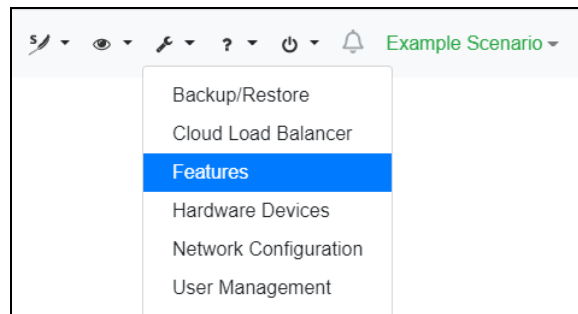 S ? Example Scenario
Backup/Restore
Cloud Load Balancer
Features
Hardware Devices
Network Configuration
User Management